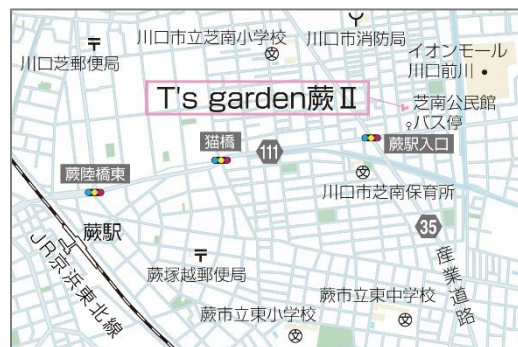 川口市立芝南小学校
川口市消防局
川口芝郵便局
イオンモール
川口前川
T's garden蕨Ⅱ
芝南公民館
バス停
猫橋
111
蕨駅入口
蕨陸橋東
川口市芝南保育所
蕨駅
35
JR京浜東北線
蕨塚越郵便局
産業道路
蕨市立東小学校
蕨市立東中学校